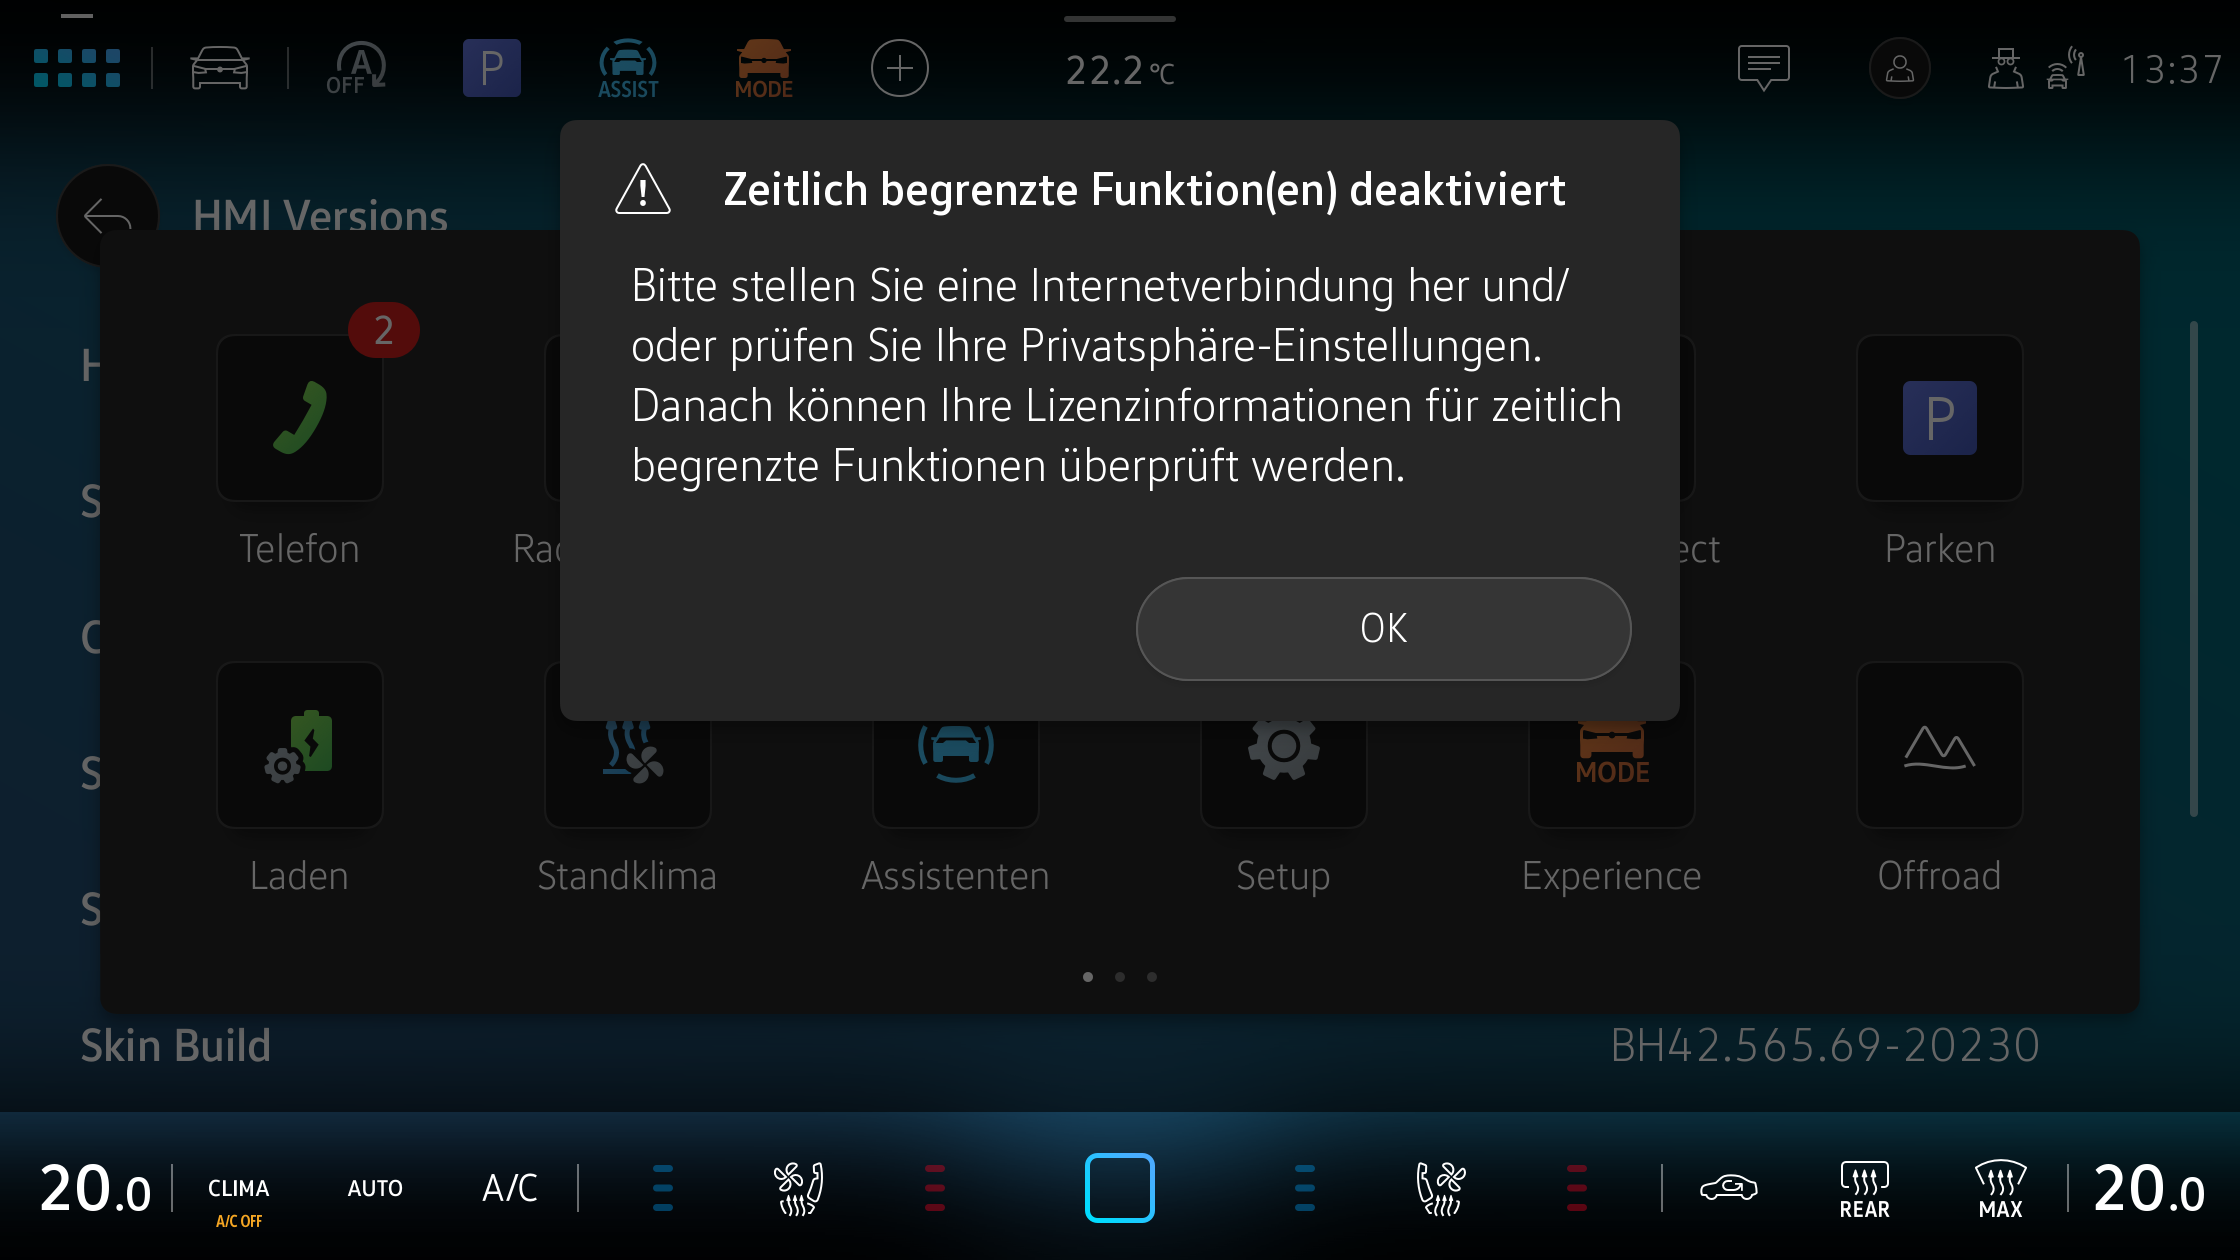 OFF A
P
ASSIST
MODE
22.2 °C
13:37
HMI Versions
Zeitlich begrenzte Funktion(en) deaktiviert
Bitte stellen Sie eine Internetverbindung her und/
oder prüfen Sie Ihre Privatsphäre-Einstellungen.
Danach können Ihre Lizenzinformationen für zeitlich
begrenzte Funktionen überprüft werden.
OK
2
P
Telefon
Parken
MODE
Laden
Standklima
Assistenten
Setup
Experience
Offroad
Skin Build
BH42.565.69-20230
20.0
CLIMA
A/C OFF
AUTO
A/C
REAR
MAX
20.0